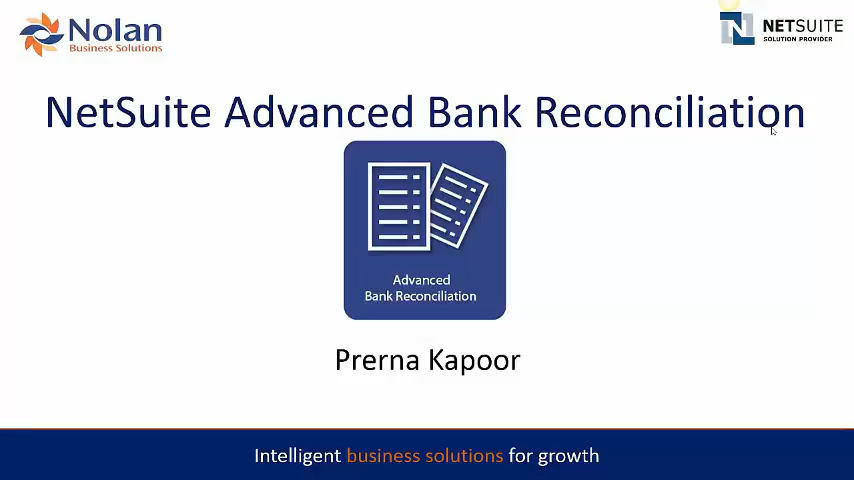 Nolan
Business Solutions
NETSUITE
SOLUTION PROVIDER
NetSuite Advanced Bank Reconciliation
Advanced
Bank Reconciliation
Prerna Kapoor
Intelligent business solutions for growth